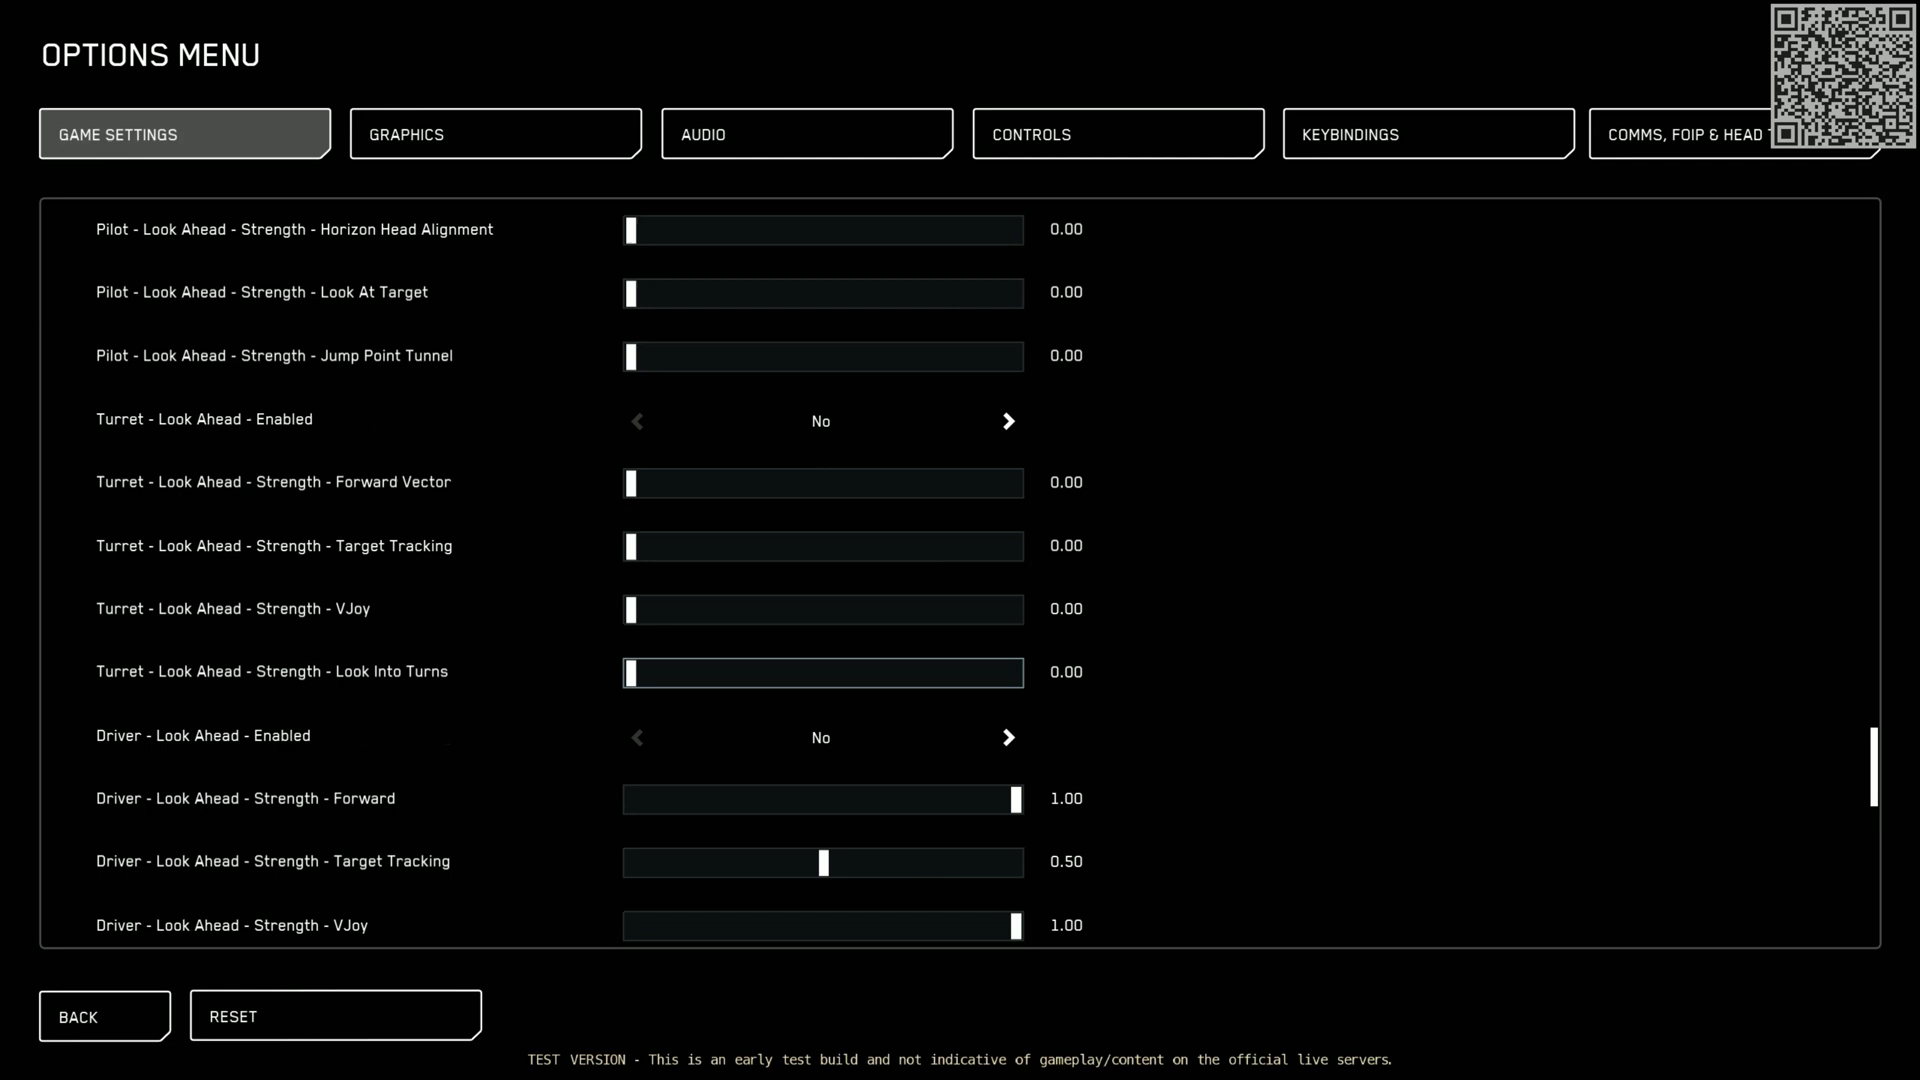 OPTIONS MENU
GAME SETTINGS
GRAPHICS
AUDIO
CONTROLS
KEYBINDINGS
COMMS, FOIP & HEAD
Pilot - Look Ahead - Strength - Horizon Head Alignment 0.00
Pilot - Look Ahead - Strength - Look At Target 0.00
Pilot - Look Ahead - Strength - Jump Point Tunnel 0.00
Turret - Look Ahead - Enabled No
Turret - Look Ahead - Strength - Forward Vector 0.00
Turret - Look Ahead - Strength - Target Tracking 0.00
Turret - Look Ahead - Strength - VJoy 0.00
Turret - Look Ahead - Strength - Look Into Turns 0.00
Driver - Look Ahead - Enabled No
Driver - Look Ahead - Strength - Forward 1.00
Driver - Look Ahead - Strength - Target Tracking 0.50
Driver - Look Ahead - Strength - VJoy 1.00
BACK
RESET
TEST VERSION - This is an early test build and not indicative of gameplay/content on the official live servers.